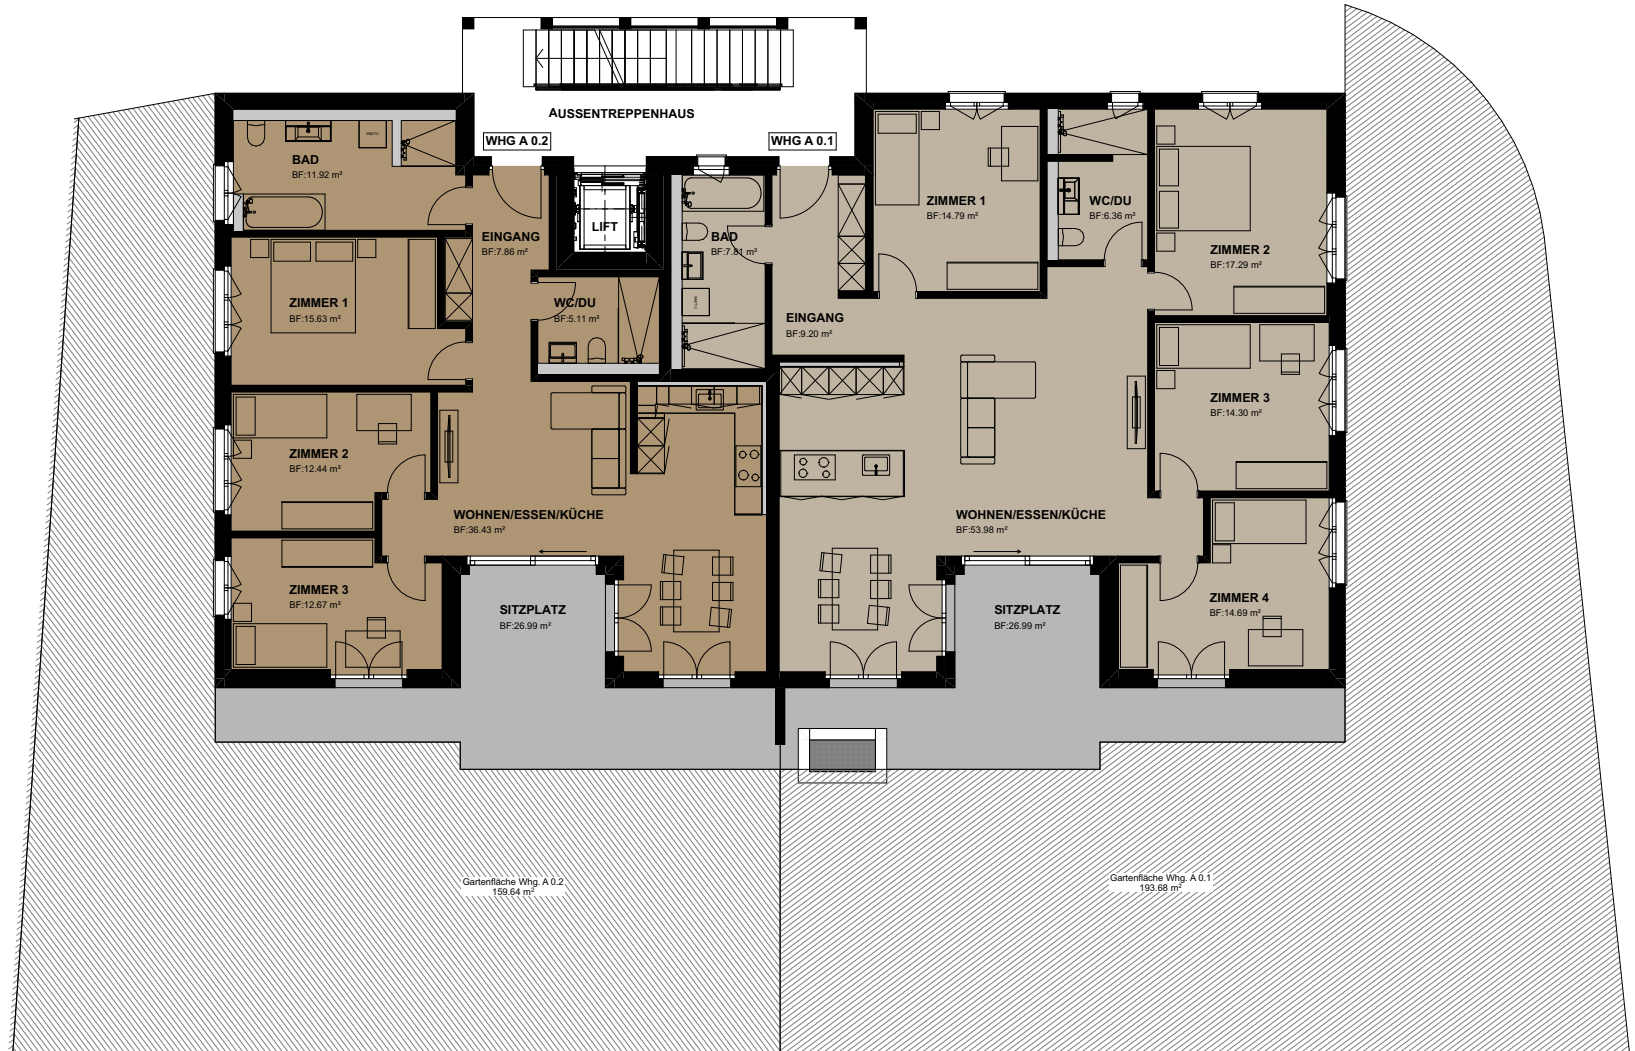 AUSSENTREPPENHAUS
WHG A 0.2
WHG A 0.1
BAD
BF:11.92 m²
EINGANG
BF:7.86 m²
LIFT
BAD
BF:7.81 m²
ZIMMER 1
BF:14.79 m²
WC/DU
BF:6.36 m²
ZIMMER 2
BF:17.29 m²
ZIMMER 1
BF:15.63 m²
WC/DU
BF:5.11 m²
EINGANG
BF:9.20 m²
ZIMMER 3
BF:14.30 m²
ZIMMER 2
BF:12.44 m²
WOHNEN/ESSEN/KÜCHE
BF:36.43 m²
WOHNEN/ESSEN/KÜCHE
BF:53.98 m²
ZIMMER 3
BF:12.67 m²
SITZPLATZ
BF:26.99 m²
SITZPLATZ
BF:26.99 m²
ZIMMER 4
BF:14.69 m²
Gartenfläche Whg. A 0.2
159.64 m²
Gartenfläche Whg. A 0.1
193.68 m²